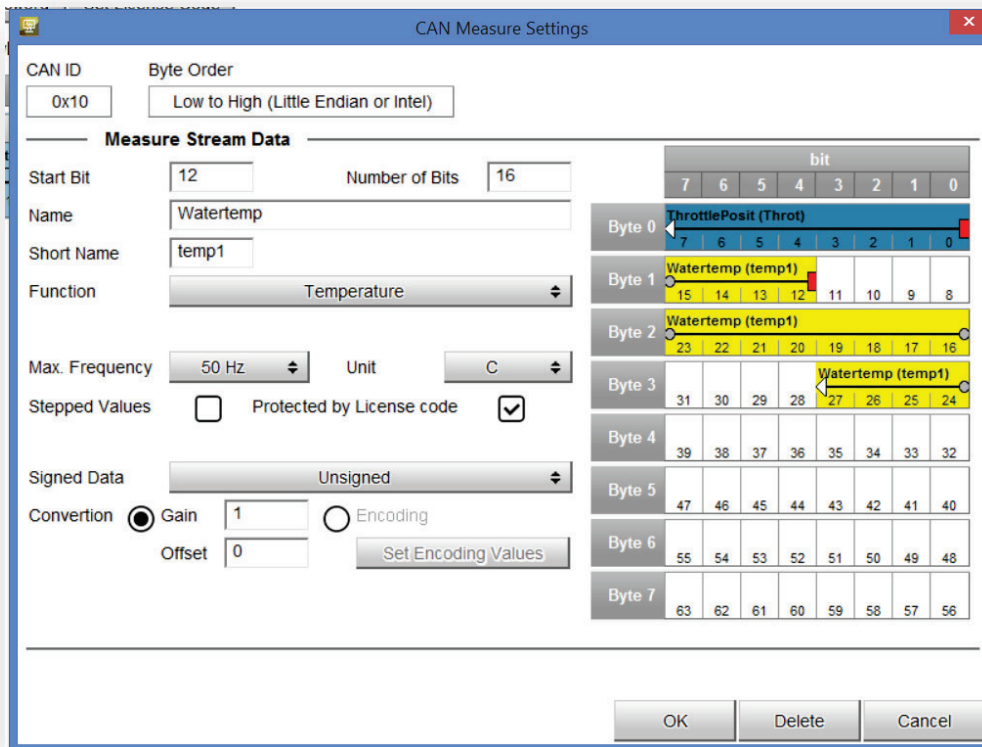 CAN Measure Settings
CAN ID Byte Order
0x10 Low to High (Little Endian or Intel)
Measure Stream Data
Start Bit 12 Number of Bits 16
Name Watertemp
Short Name temp1
Function Temperature
Max. Frequency 50 Hz Unit C
Stepped Values Protected by License code
Signed Data Unsigned
Convertion Gain 1 Encoding
Offset 0 Set Encoding Values
bit
7 6 5 4 3 2 1 0
Byte 0 ThrottlePosit (Throt)
7 6 5 4 3 2 1 0
Byte 1 Watertemp (temp1)
15 14 13 12 11 10 9 8
Byte 2 Watertemp (temp1)
23 22 21 20 19 18 17 16
Byte 3 Watertemp (temp1)
31 30 29 28 27 26 25 24
Byte 4
39 38 37 36 35 34 33 32
Byte 5
47 46 45 44 43 42 41 40
Byte 6
55 54 53 52 51 50 49 48
Byte 7
63 62 61 60 59 58 57 56
OK Delete Cancel